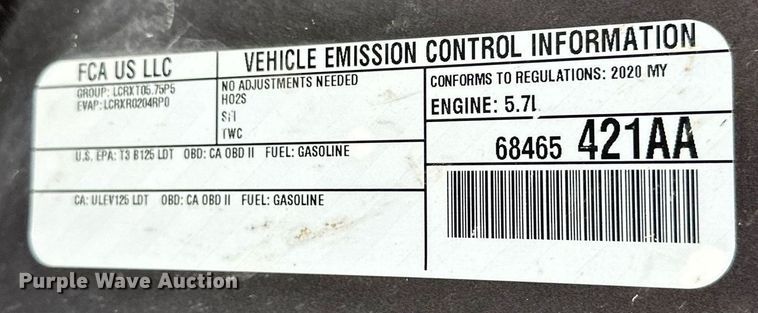 FCA US LLC
VEHICLE EMISSION CONTROL INFORMATION
GROUP: LCRXT05.75P5
EVAP: LCRXR0204RP0
NO ADJUSTMENTS NEEDED
HO2S
SFI
TWC
CONFORMS TO REGULATIONS: 2020 MY
ENGINE: 5.7L
68465 421AA
U.S. EPA: T3 B125 LDT OBD: CA OBD II FUEL: GASOLINE
CA: ULEV125 LDT OBD: CA OBD II FUEL: GASOLINE
Purple Wave Auction